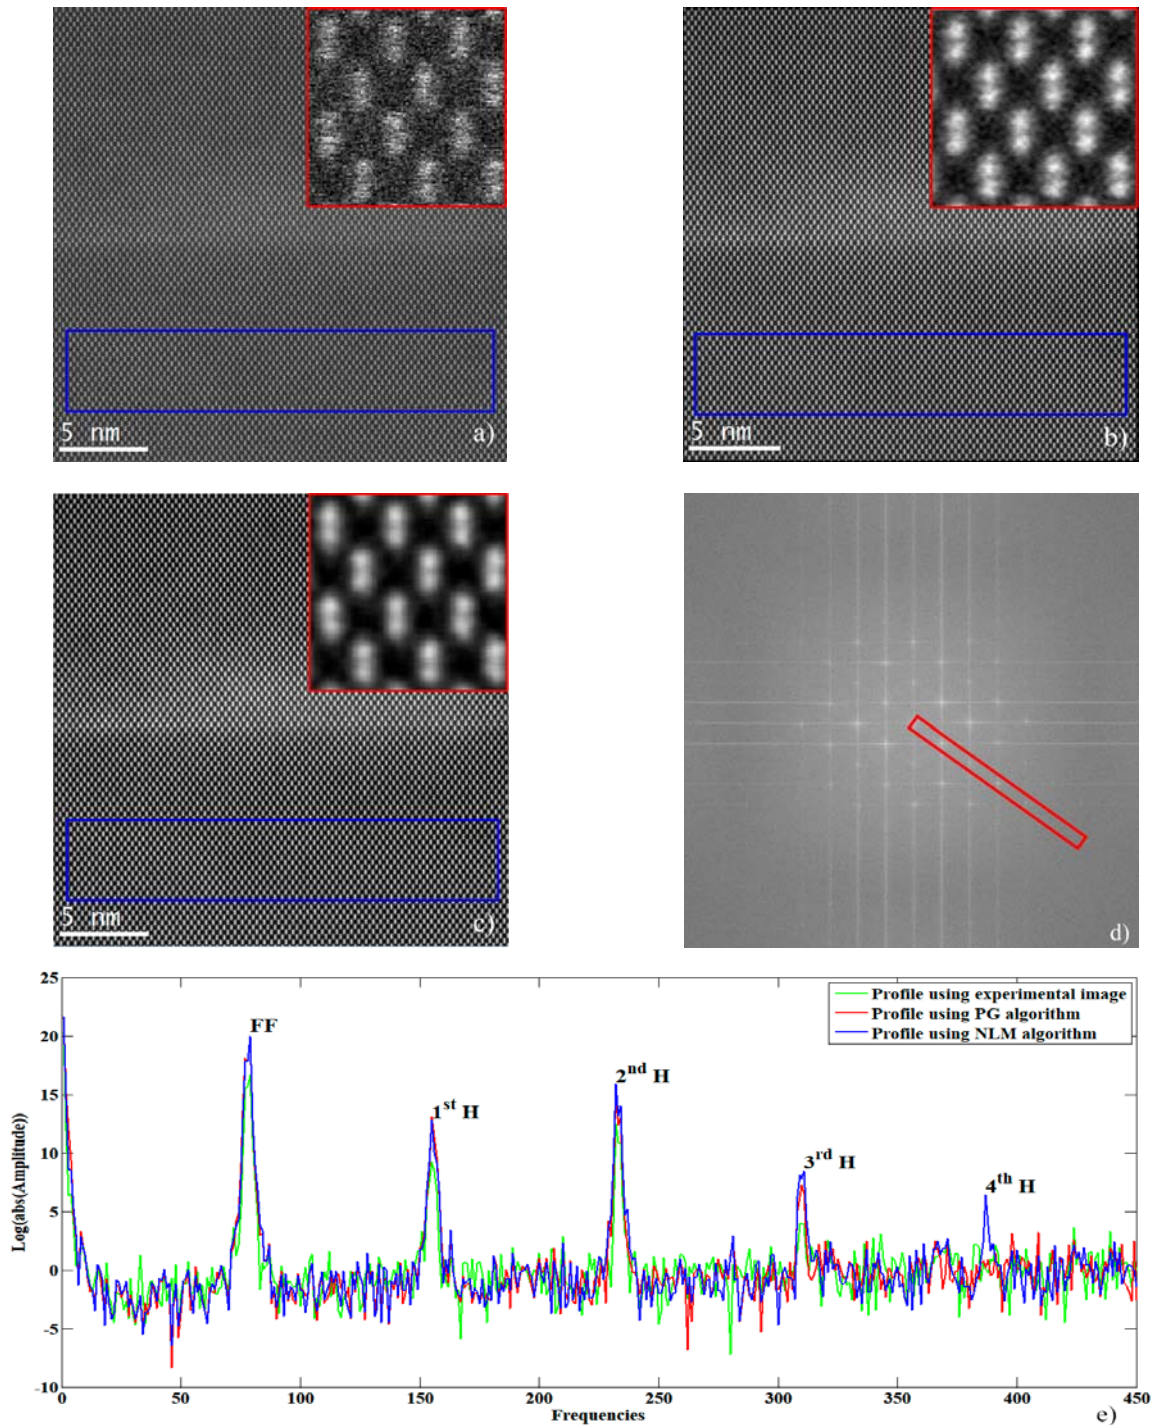 5 nm
a)
5 nm
b)
5 nm
c)
d)
25
20
15
10
5
0
-5
-10
Log(abs(Amplitude))
FF
1st H
2nd H
3rd H
4th H
Profile using experimental image
Profile using PG algorithm
Profile using NLM algorithm
0 50 100 150 200 250 300 350 400 450
Frequencies
e)